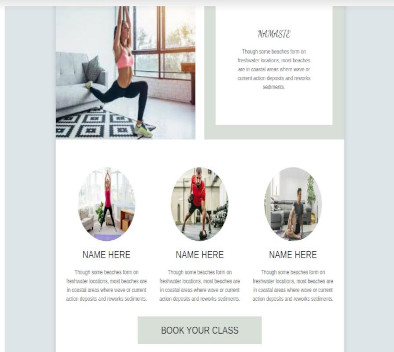 NAMASTE
Though some beaches form on
freshwater locations, most beaches
are in coastal areas where wave or
current action deposits and reworks
sediments.
NAME HERE
Though some beaches form on
freshwater locations, most beaches are
in coastal areas where wave or current
action deposits and reworks sediments.
NAME HERE
Though some beaches form on
freshwater locations, most beaches are
in coastal areas where wave or current
action deposits and reworks sediments.
NAME HERE
Though some beaches form on
freshwater locations, most beaches are
in coastal areas where wave or current
action deposits and reworks sediments.
BOOK YOUR CLASS